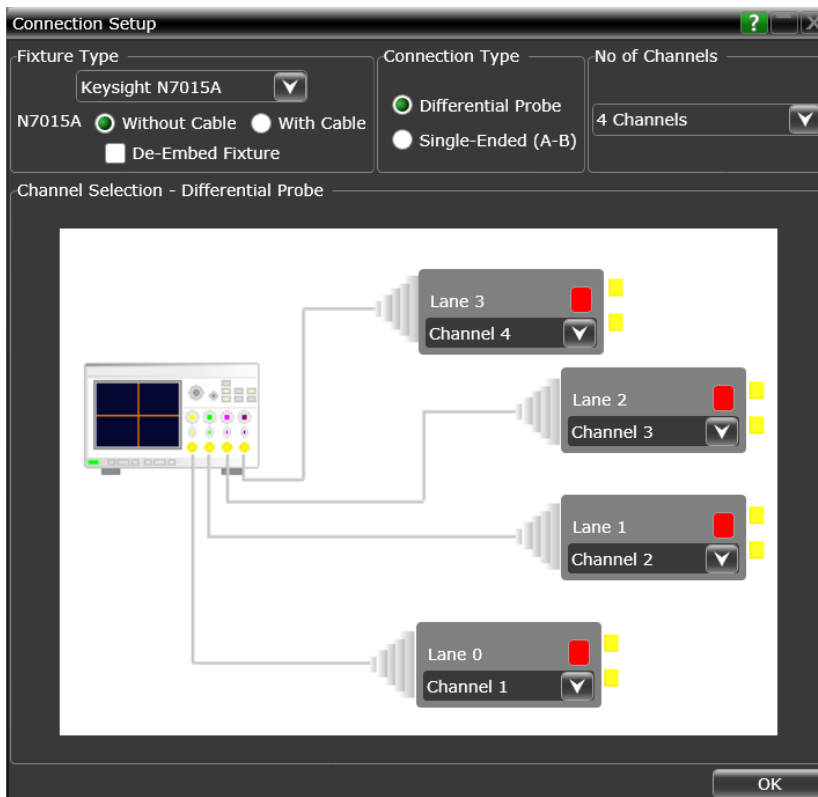 Connection Setup
?
Fixture Type
Keysight N7015A
N7015A Without Cable With Cable
De-Embed Fixture
Connection Type
Differential Probe
Single-Ended (A-B)
No of Channels
4 Channels
Channel Selection - Differential Probe
Lane 3
Channel 4
Lane 2
Channel 3
Lane 1
Channel 2
Lane 0
Channel 1
OK